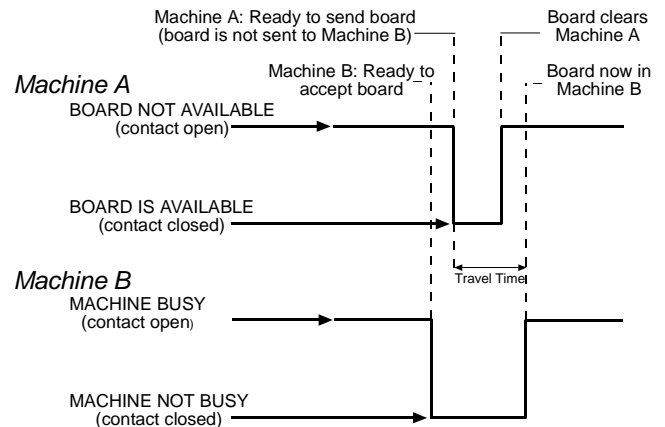 Machine A: Ready to send board
(board is not sent to Machine B)
Board clears
Machine A
Machine B: Ready to
accept board
Board now in
Machine B
Machine A
BOARD NOT AVAILABLE
(contact open)
BOARD IS AVAILABLE
(contact closed)
Travel Time
Machine B
MACHINE BUSY
(contact open)
MACHINE NOT BUSY
(contact closed)